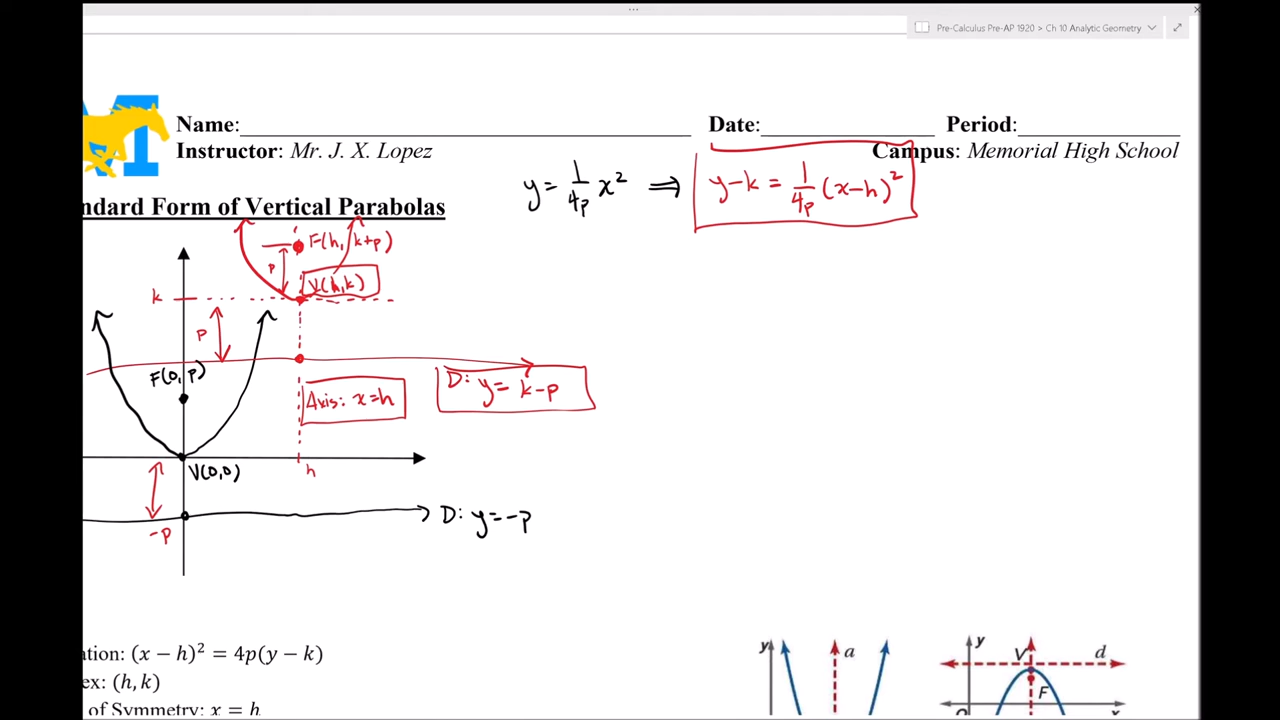 Pre-Calculus Pre-AP 1920 > Ch 10 Analytic Geometry
Name: Date: Period:
Instructor: Mr. J. X. Lopez Campus: Memorial High School
y = 1/4p x² ⇒ y-k = 1/4p (x-h)²
ndard Form of Vertical Parabolas
F(h, k+p)
p
V(h,k)
k
p
F(0, p)
D: y = k-p
Axis: x=h
V(0,0)
h
D: y=-p
-p
ation: (x − h)² = 4p(y − k)
ex: (h, k)
of Symmetry: x = h
y a
y V d
F
O x